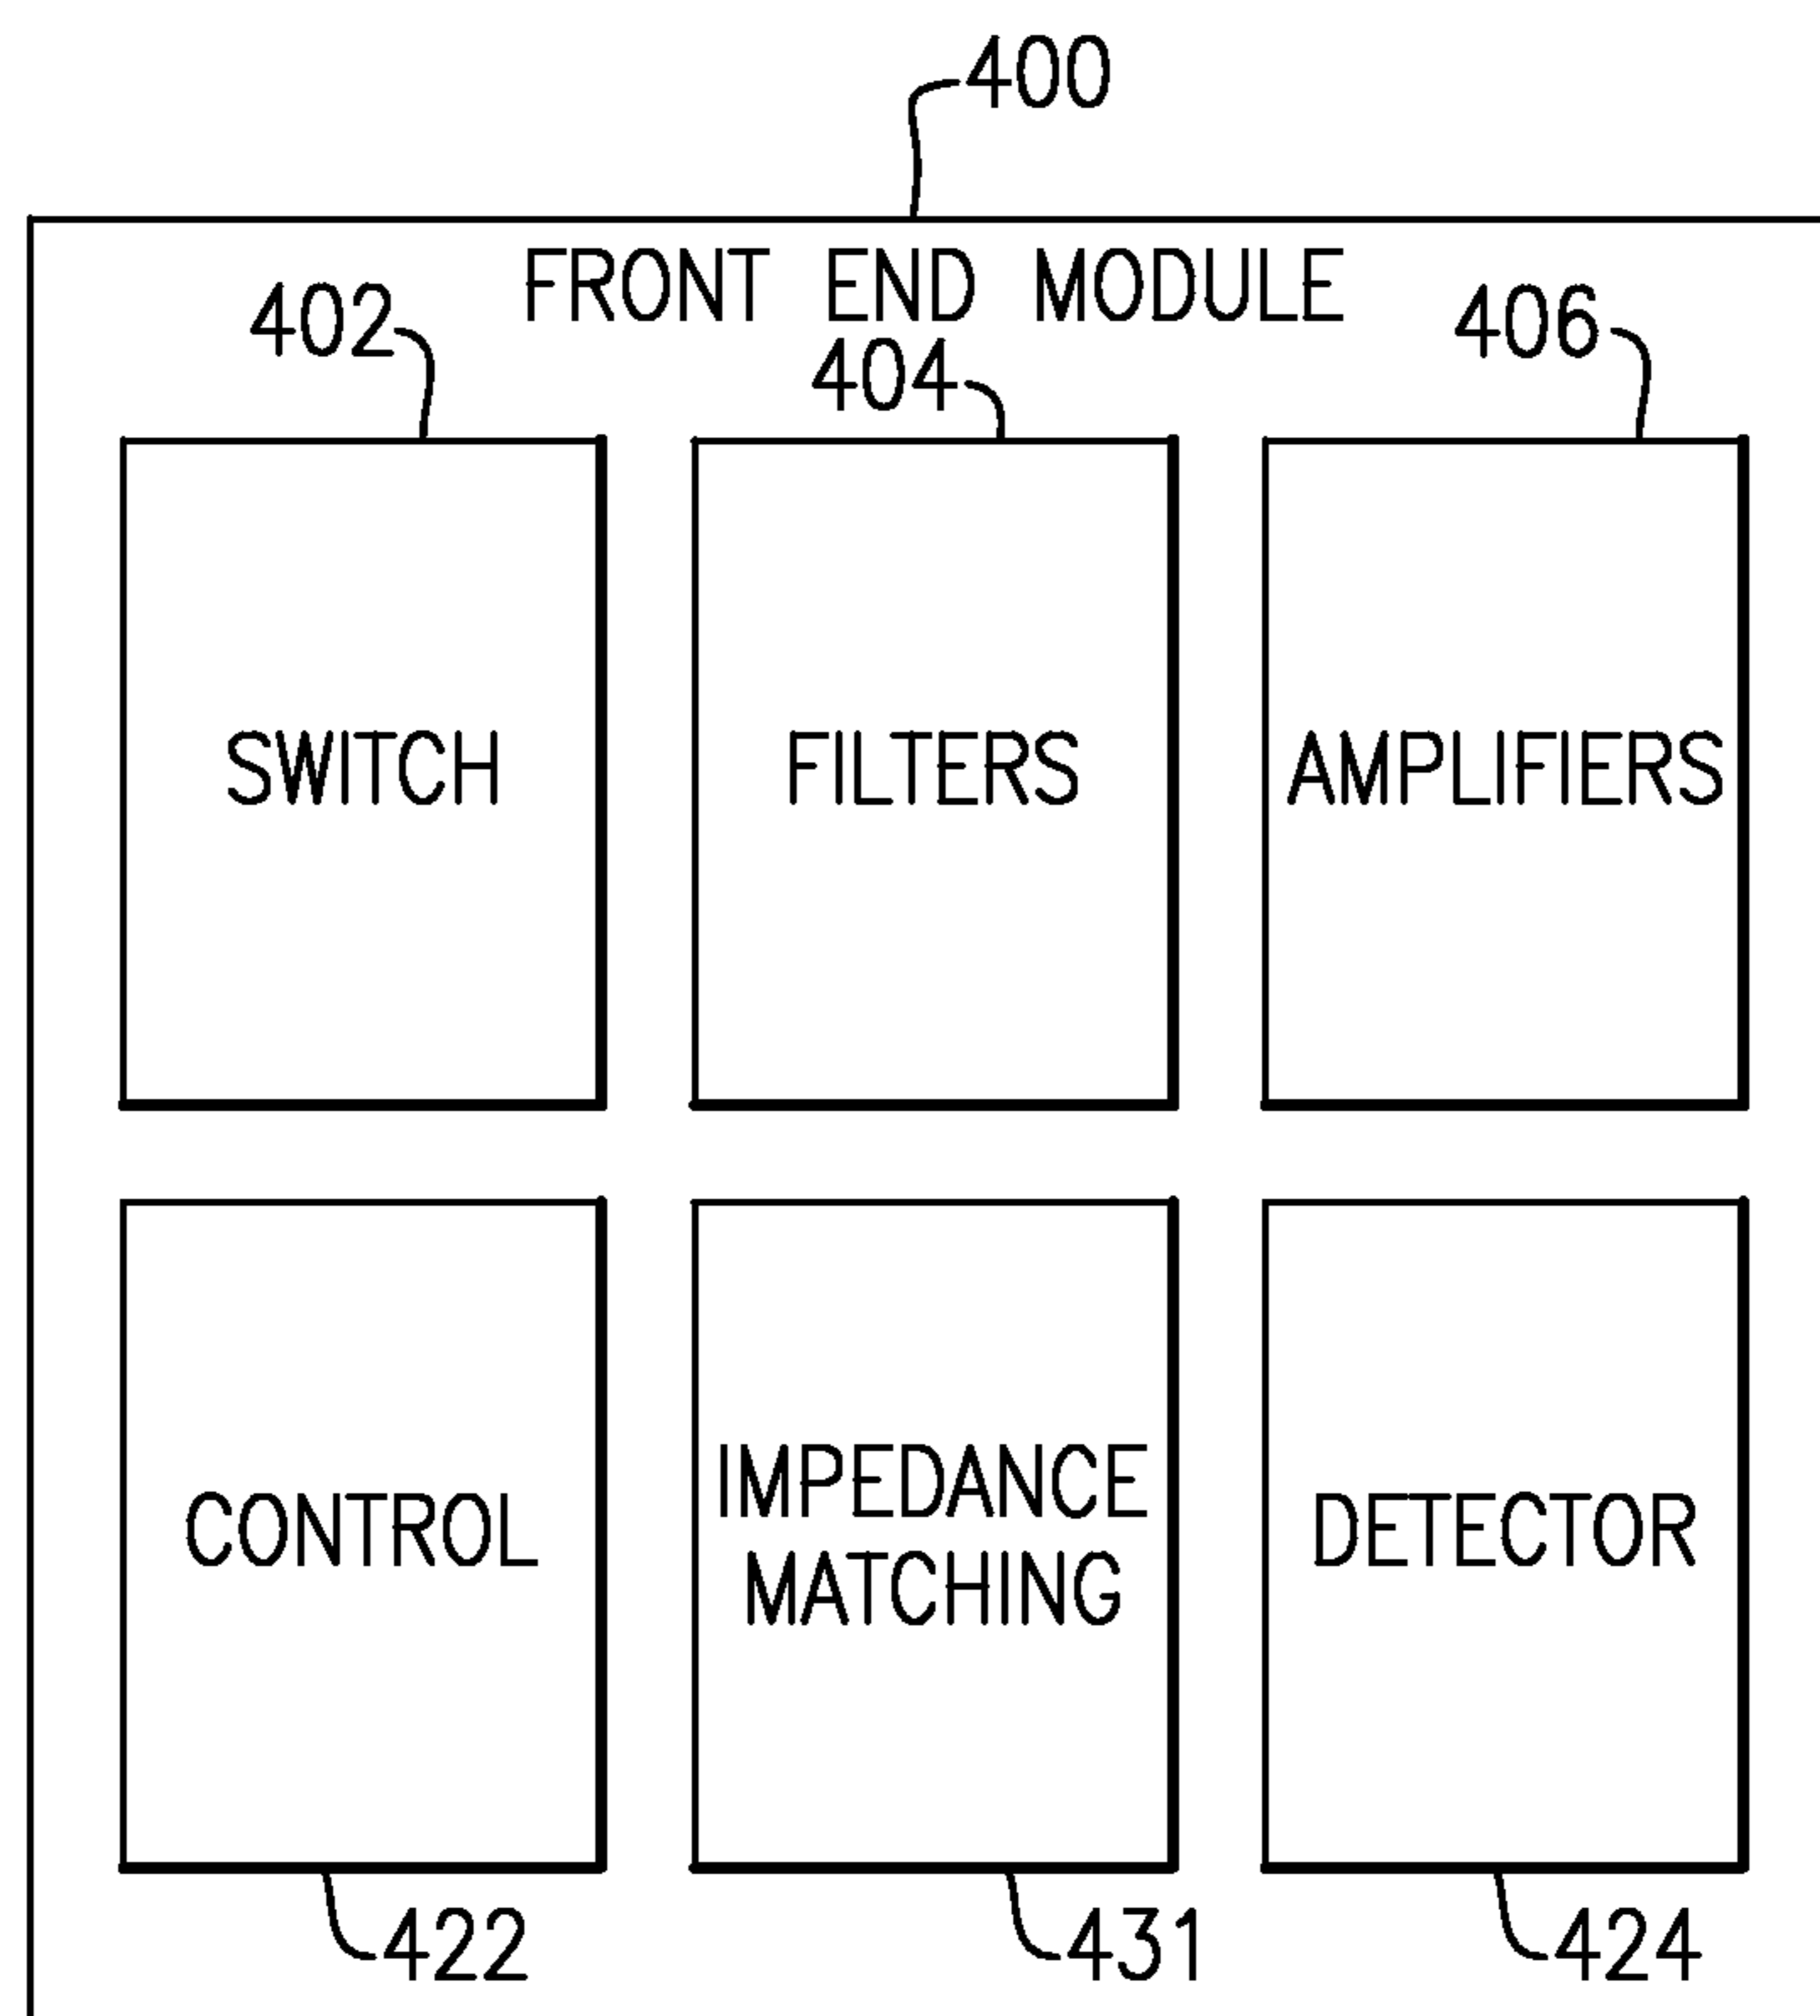 400
FRONT END MODULE
402
404
406
SWITCH
FILTERS
AMPLIFIERS
CONTROL
IMPEDANCE
MATCHING
DETECTOR
422
431
424